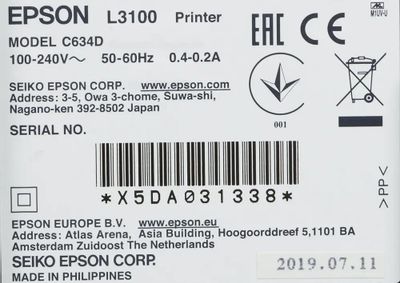 EPSON L3100 Printer
MODEL C634D
100-240V~ 50-60Hz 0.4-0.2A
SEIKO EPSON CORP. www.epson.com
Address: 3-5, Owa 3-chome, Suwa-shi,
Nagano-ken 392-8502 Japan
SERIAL NO.
*X5DA031338*
EPSON EUROPE B.V. www.epson.eu
Address: Atlas Arena, Asia Building, Hoogoorddreef 5,1101 BA
Amsterdam Zuidoost The Netherlands
SEIKO EPSON CORP.
MADE IN PHILIPPINES
2019.07.11
EAC CE
001
M1UV-U
>PP<